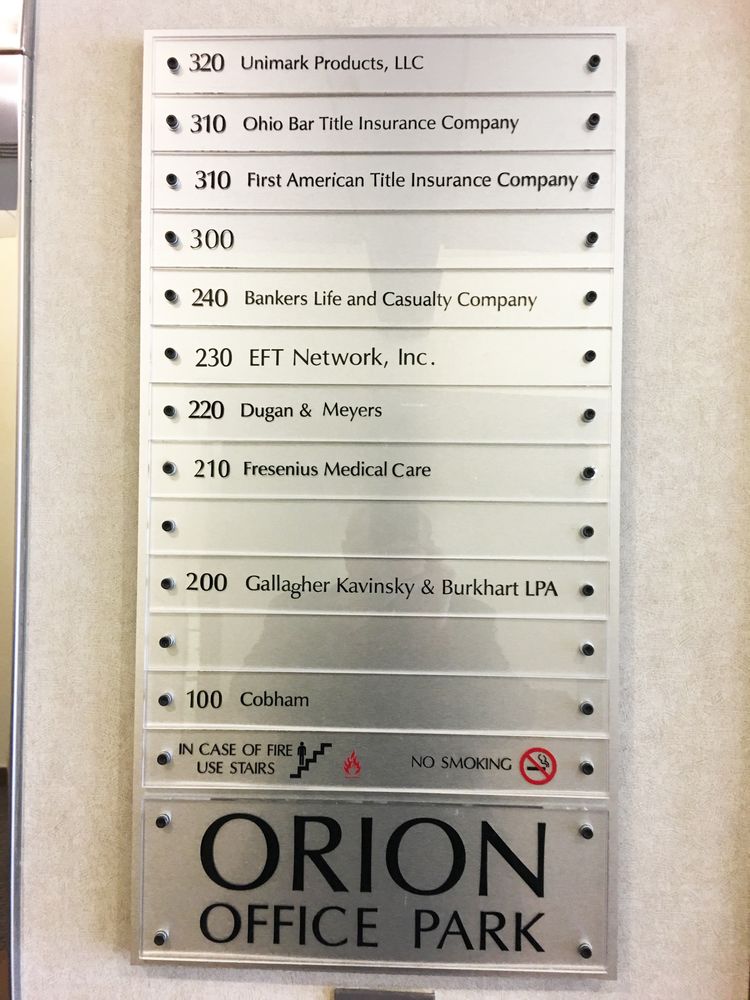 320 Unimark Products, LLC
310 Ohio Bar Title Insurance Company
310 First American Title Insurance Company
300
240 Bankers Life and Casualty Company
230 EFT Network, Inc.
220 Dugan & Meyers
210 Fresenius Medical Care
200 Gallagher Kavinsky & Burkhart LPA
100 Cobham
IN CASE OF FIRE
USE STAIRS
NO SMOKING
ORION
OFFICE PARK